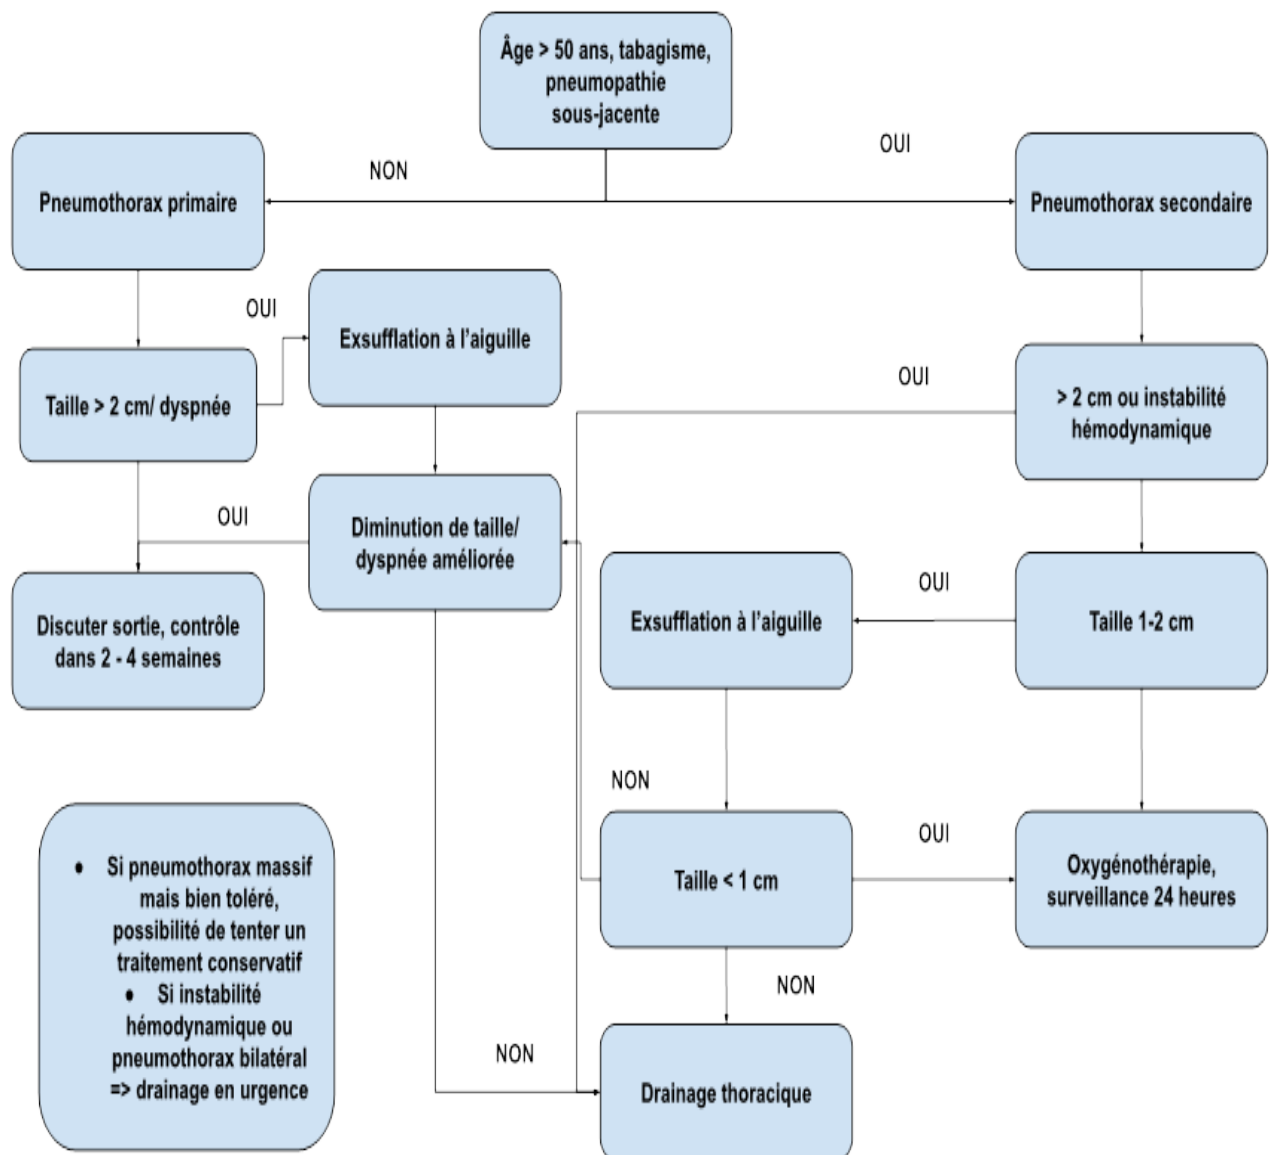 Âge > 50 ans, tabagisme,
pneumopathie
sous-jacente
NON
OUI
Pneumothorax primaire
Pneumothorax secondaire
OUI
Exsufflation à l'aiguille
Taille > 2 cm/ dyspnée
OUI
> 2 cm ou instabilité
hémodynamique
OUI
Diminution de taille/
dyspnée améliorée
Discuter sortie, contrôle
dans 2 - 4 semaines
Exsufflation à l'aiguille
OUI
Taille 1-2 cm
NON
Taille < 1 cm
OUI
Oxygénothérapie,
surveillance 24 heures
• Si pneumothorax massif
mais bien toléré,
possibilité de tenter un
traitement conservatif
• Si instabilité
hémodynamique ou
pneumothorax bilatéral
=> drainage en urgence
NON
NON
Drainage thoracique